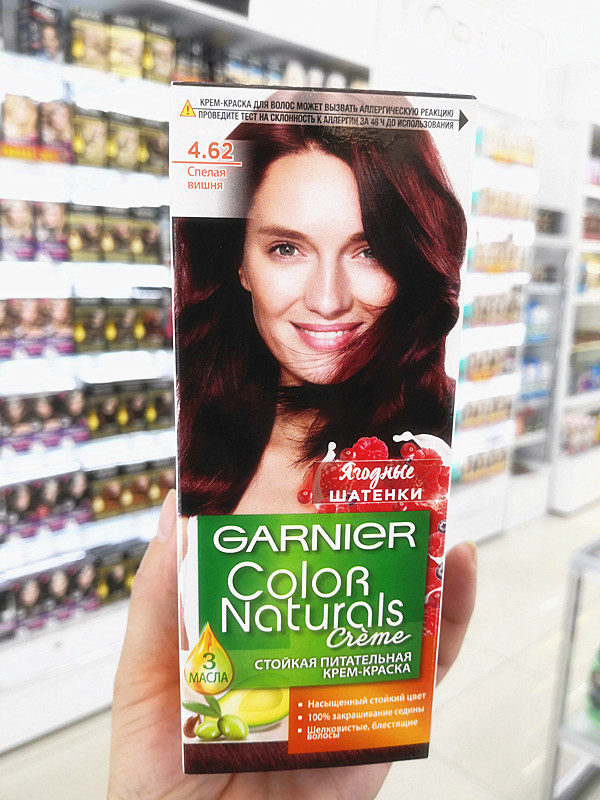 КРЕМ-КРАСКА ДЛЯ ВОЛОС МОЖЕТ ВЫЗВАТЬ АЛЛЕРГИЧЕСКУЮ РЕАКЦИЮ
ПРОВЕДИТЕ ТЕСТ НА СКЛОННОСТЬ К АЛЛЕРГИИ ЗА 48 Ч ДО ИСПОЛЬЗОВАНИЯ
4.62
Спелая
вишня
Ягодные
ШАТЕНКИ
GARNIER
Color
Naturals
Crème
СТОЙКАЯ ПИТАТЕЛЬНАЯ
КРЕМ-КРАСКА
3
МАСЛА
Насыщенный стойкий цвет
100% закрашивание седины
Шелковистые, блестящие
волосы